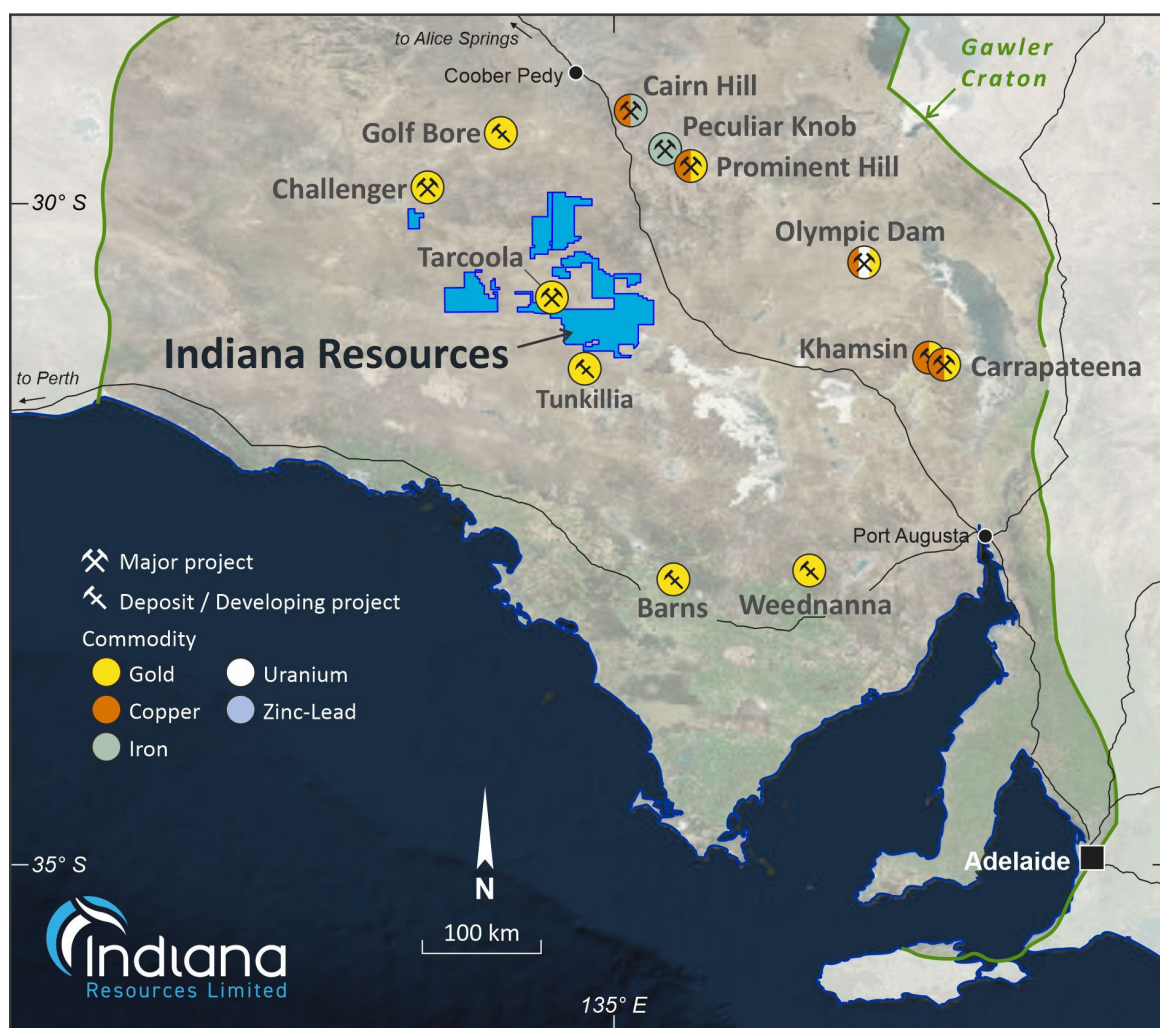 to Alice Springs
Coober Pedy
Gawler
Craton
Cairn Hill
Golf Bore
Peculiar Knob
Prominent Hill
Challenger
30° S
Olympic Dam
Tarcoola
Indiana Resources
Khamsin
Carrapateena
to Perth
Tunkillia
Port Augusta
Major project
Deposit / Developing project
Barns
Weednanna
Commodity
Gold
Uranium
Copper
Zinc-Lead
Iron
35° S
Adelaide
N
100 km
Indiana
Resources Limited
135° E